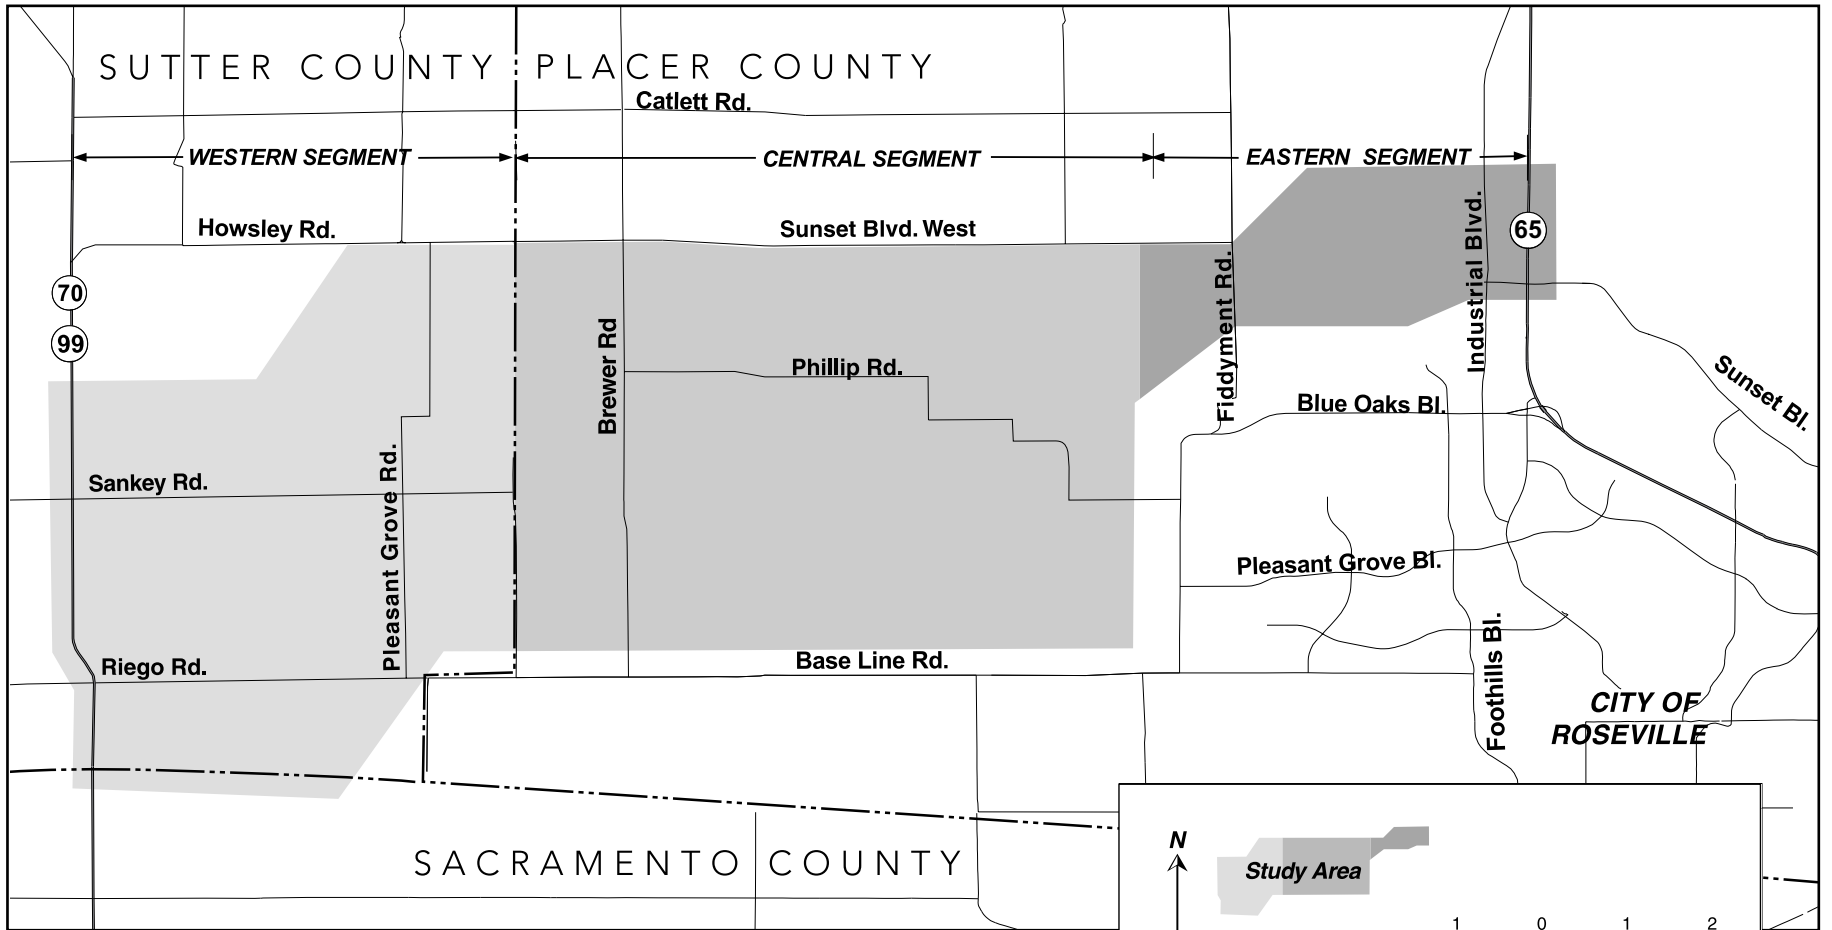 SUTTER COUNTY
PLACER COUNTY
Catlett Rd.
WESTERN SEGMENT
CENTRAL SEGMENT
EASTERN SEGMENT
Howsley Rd.
Sunset Blvd. West
Industrial Blvd.
65
70
99
Fiddyment Rd.
Brewer Rd
Phillip Rd.
Sunset Bl.
Blue Oaks Bl.
Sankey Rd.
Pleasant Grove Rd.
Pleasant Grove Bl.
Riego Rd.
Base Line Rd.
Foothills Bl.
CITY OF
ROSEVILLE
SACRAMENTO COUNTY
N
Study Area
1 0 1 2